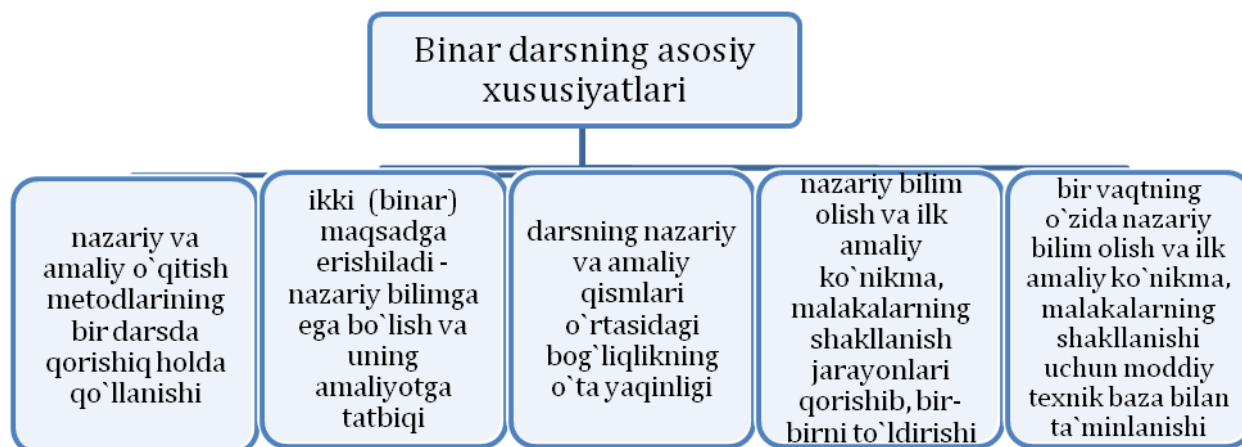 Binar darsning asosiy
xususiyatlari
nazariy va
amaliy o`qitish
metodlarining
bir darsda
qorishiq holda
qo`llanishi
ikki (binar)
maqsadga
erishiladi -
nazariy bilimga
ega bo`lish va
uning
amaliyotga
tatbiqi
darsning nazariy
va amaliy
qismlari
o`rtasidagi
bog`liqlikning
o`ta yaqinligi
nazariy bilim
olish va ilk
amaliy
ko`nikma,
malakalarning
shakllanish
jarayonlari
qorishib, bir-
birni to`ldirishi
bir vaqtning
o`zida nazariy
bilim olish va ilk
amaliy ko`nikma,
malakalarning
shakllanishi
uchun moddiy
texnik baza bilan
ta`minlanishi